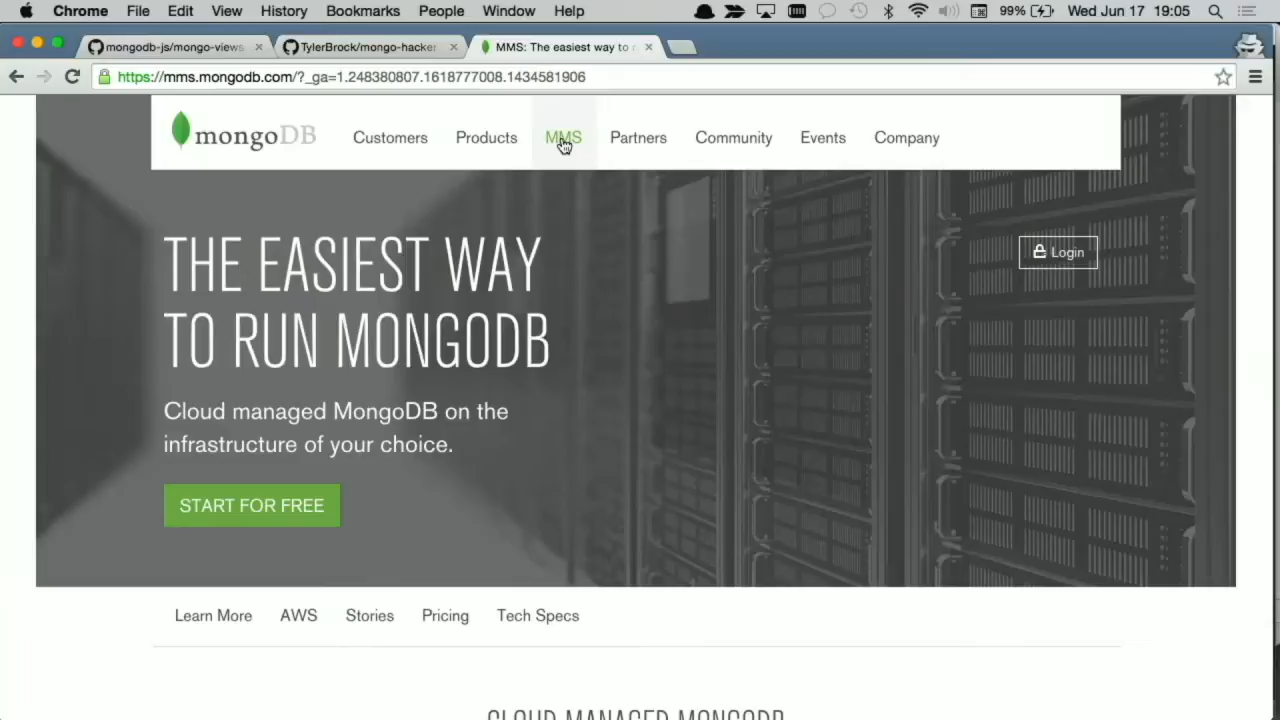 Chrome File Edit View History Bookmarks People Window Help 99% Wed Jun 17 19:05
mongodb-js/mongo-views TylerBrock/mongo-hacker MMS: The easiest way to r
https://mms.mongodb.com/?_ga=1.248380807.1618777008.1434581906
mongoDB Customers Products MMS Partners Community Events Company
THE EASIEST WAY
TO RUN MONGODB
Login
Cloud managed MongoDB on the
infrastructure of your choice.
START FOR FREE
Learn More AWS Stories Pricing Tech Specs
CLOUD MANAGED MONGODB